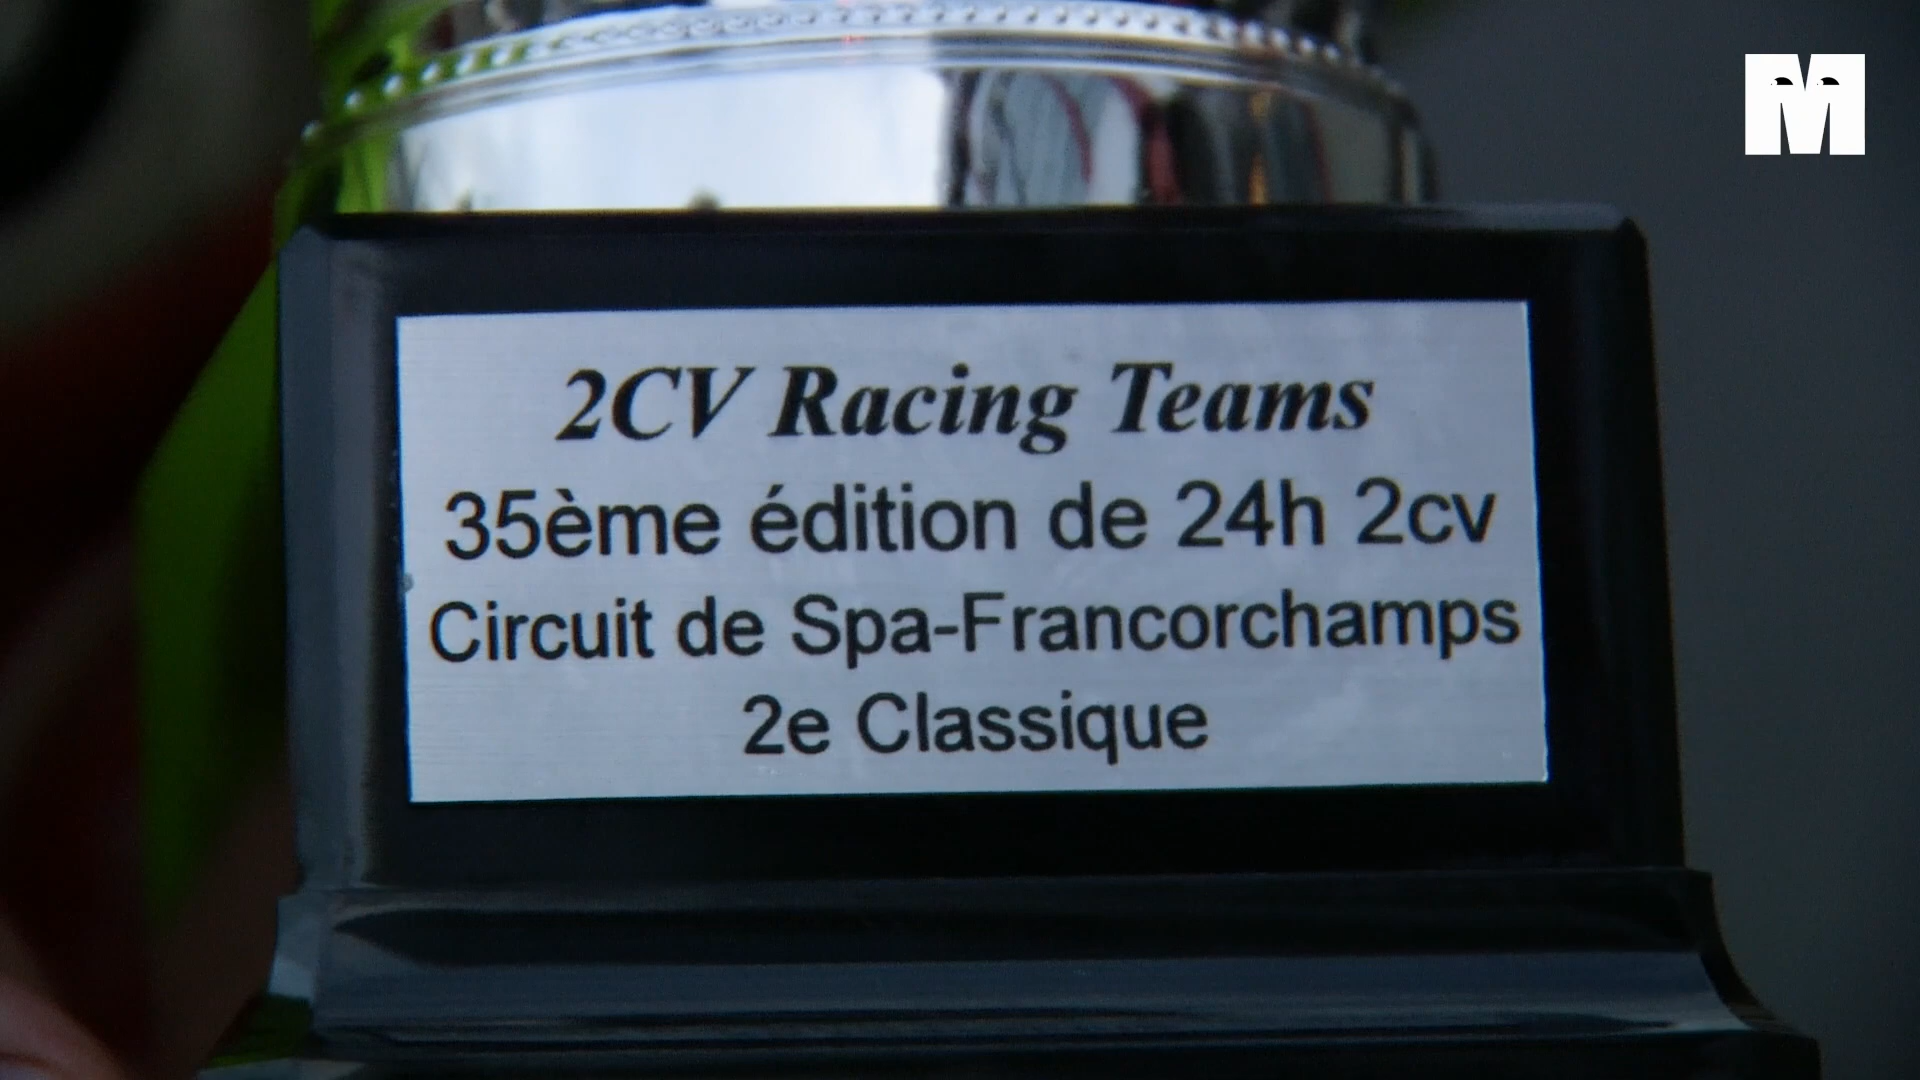 M
2CV Racing Teams
35ème édition de 24h 2cv
Circuit de Spa-Francorchamps
2e Classique